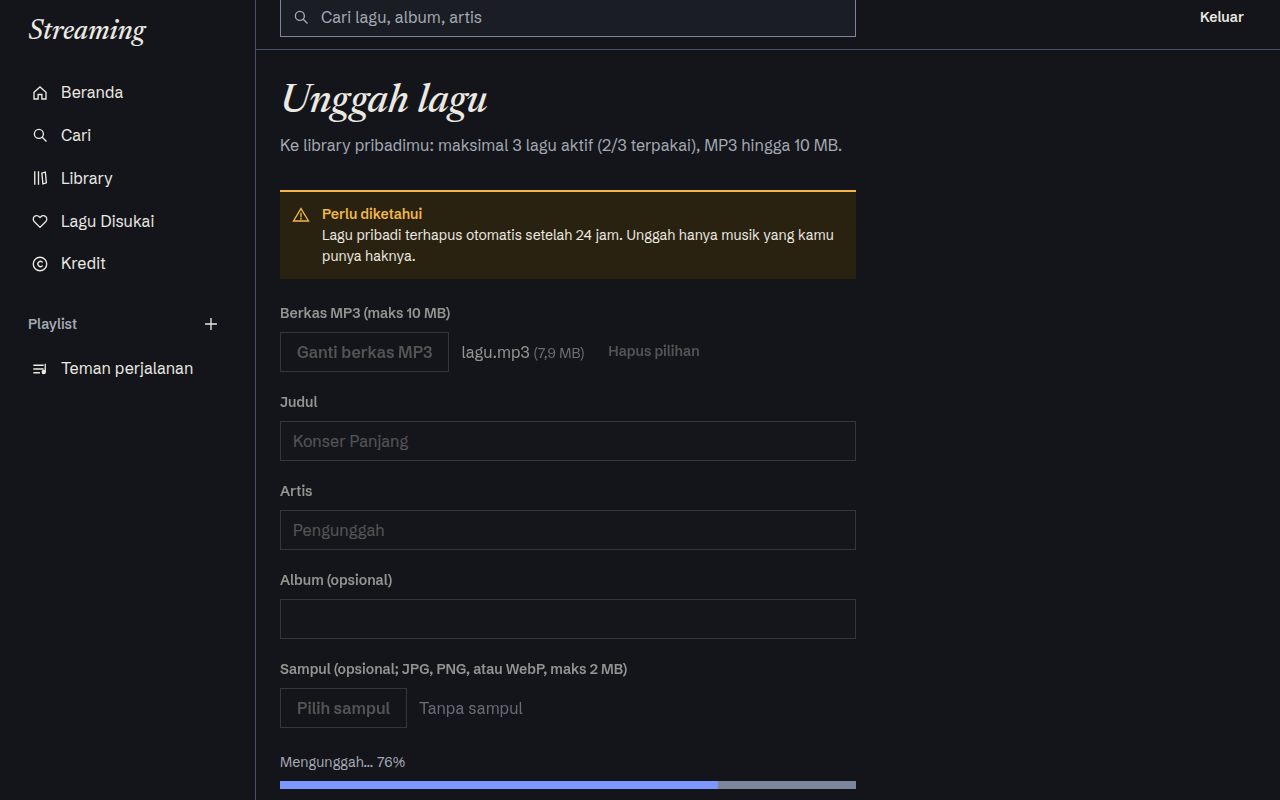 Streaming
Beranda
Cari
Library
Lagu Disukai
Kredit
Playlist
Teman perjalanan
Cari lagu, album, artis
Keluar
Unggah lagu
Ke library pribadimu: maksimal 3 lagu aktif (2/3 terpakai), MP3 hingga 10 MB.
Perlu diketahui
Lagu pribadi terhapus otomatis setelah 24 jam. Unggah hanya musik yang kamu
punya haknya.
Berkas MP3 (maks 10 MB)
Ganti berkas MP3 lagu.mp3 (7,9 MB) Hapus pilihan
Judul
Konser Panjang
Artis
Pengunggah
Album (opsional)
Sampul (opsional; JPG, PNG, atau WebP, maks 2 MB)
Pilih sampul Tanpa sampul
Mengunggah... 76%